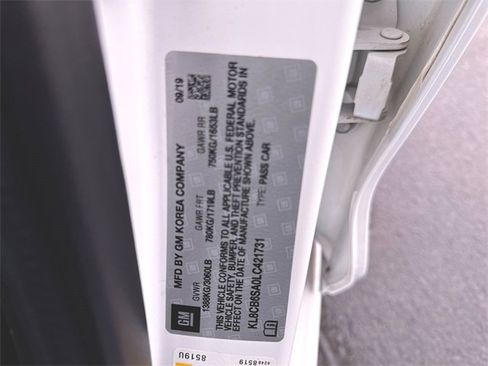 MFD BY GM KOREA COMPANY 09/19
GVWR GAWR FRT GAWR RR
1388KG/3060LB 780KG/1719LB 750KG/1653LB
THIS VEHICLE CONFORMS TO ALL APPLICABLE U.S. FEDERAL MOTOR
VEHICLE SAFETY, BUMPER, AND THEFT PREVENTION STANDARDS IN
EFFECT ON THE DATE OF MANUFACTURE SHOWN ABOVE.
KL8CB6SA0LC421731 TYPE: PASS CAR
GM
8519U